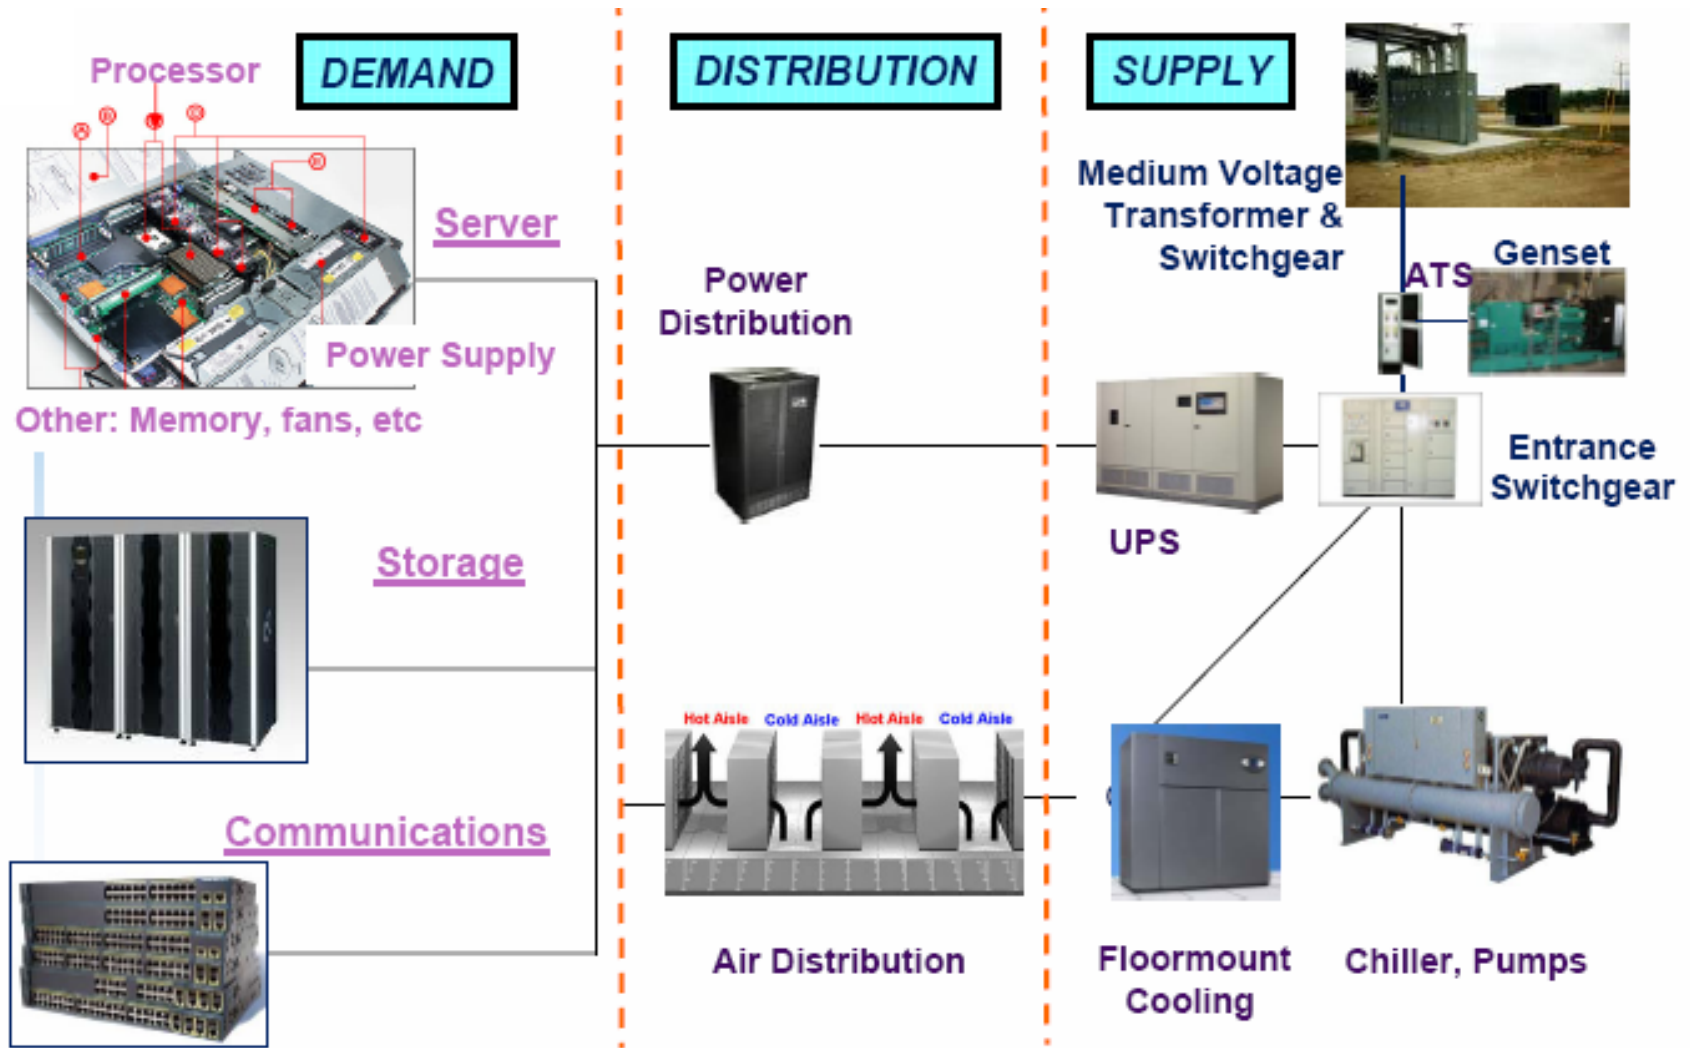 DEMAND
DISTRIBUTION
SUPPLY
Processor
Server
Power Supply
Other: Memory, fans, etc
Storage
Communications
Power
Distribution
Hot Aisle
Cold Aisle
Hot Aisle
Cold Aisle
Air Distribution
Medium Voltage
Transformer &
Switchgear
ATS
Genset
Entrance
Switchgear
UPS
Floormount
Cooling
Chiller, Pumps